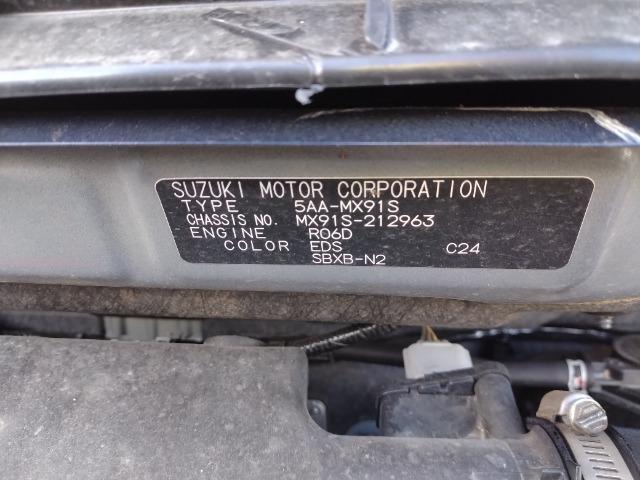 SUZUKI MOTOR CORPORATION
TYPE 5AA-MX91S
CHASSIS NO. MX91S-212963
ENGINE R06D
COLOR EDS C24
SBXB-N2